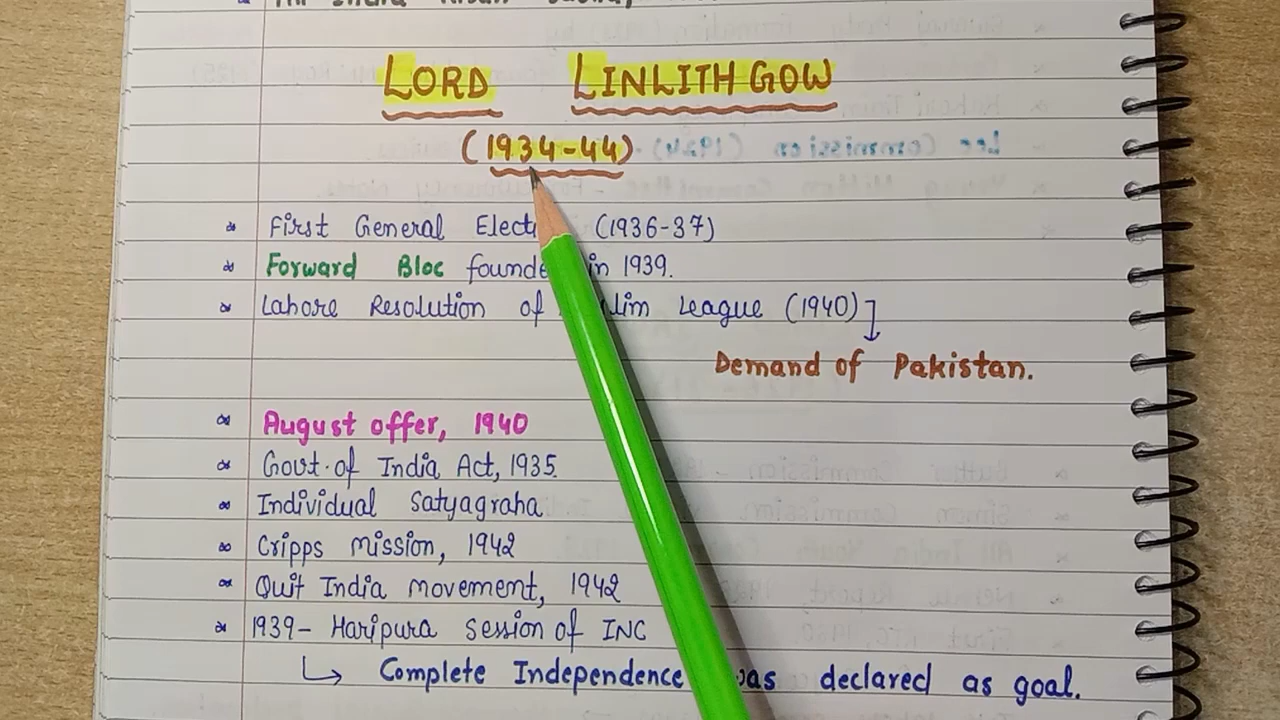 LORD LINLITHGOW
(1934-44)
First General Elect (1936-37)
Forward Bloc founde in 1939.
Lahore Resolution of lim League (1940)
Demand of Pakistan.
August offer, 1940
Govt. of India Act, 1935.
Individual Satyagraha
Cripps Mission, 1942
Quit India movement, 1942
1939- Haripura Session of INC
↳ Complete Independence was declared as goal.